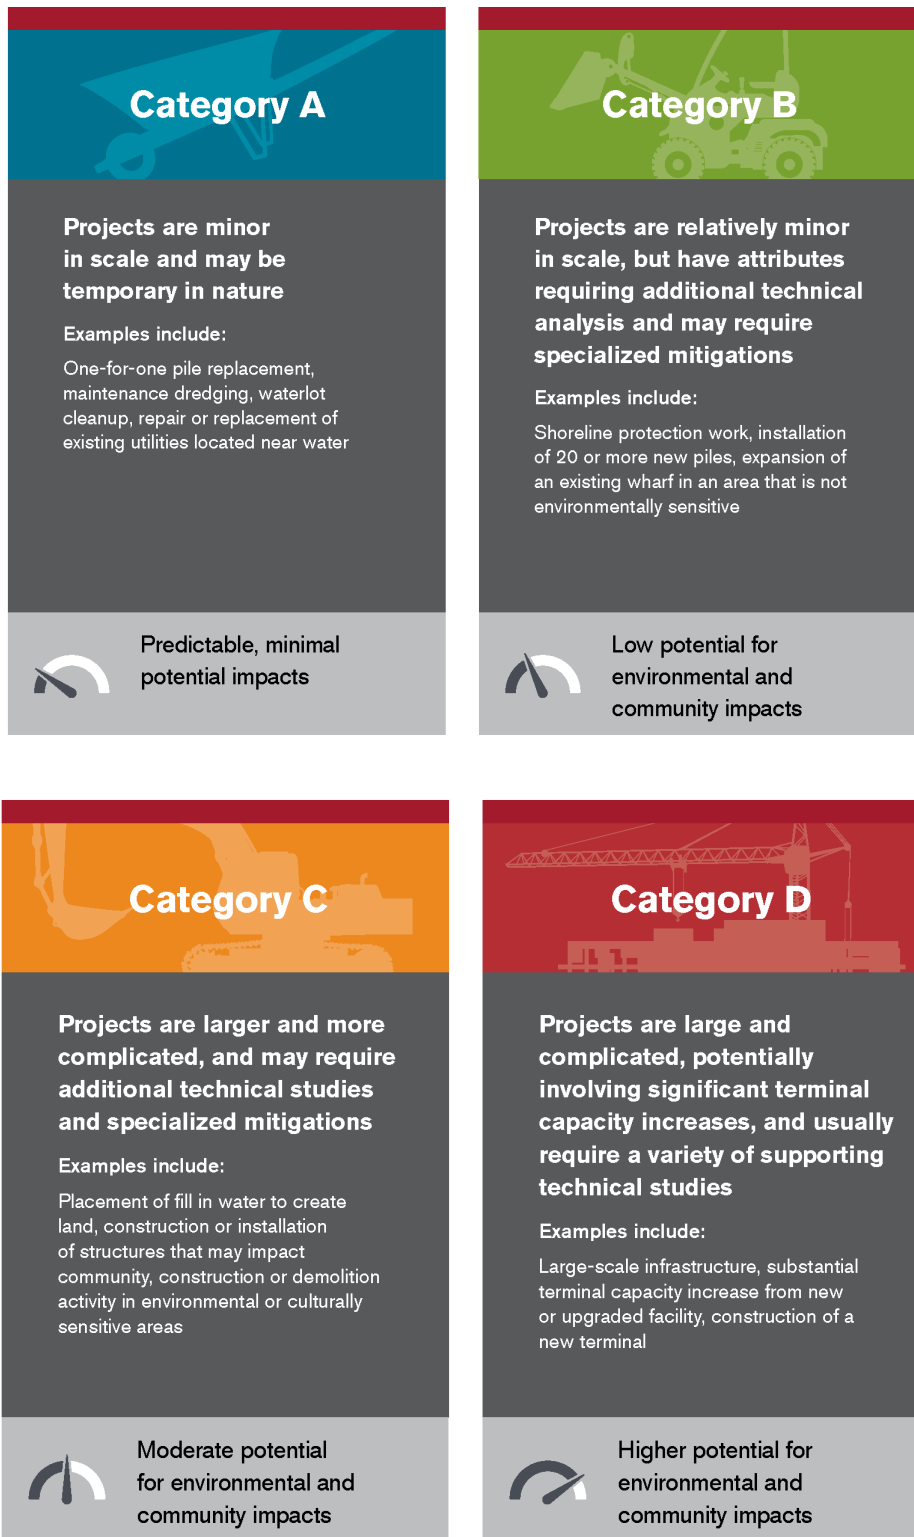 Category A
Projects are minor
in scale and may be
temporary in nature
Examples include:
One-for-one pile replacement,
maintenance dredging, waterlot
cleanup, repair or replacement of
existing utilities located near water
Predictable, minimal
potential impacts
Category B
Projects are relatively minor
in scale, but have attributes
requiring additional technical
analysis and may require
specialized mitigations
Examples include:
Shoreline protection work, installation
of 20 or more new piles, expansion of
an existing wharf in an area that is not
environmentally sensitive
Low potential for
environmental and
community impacts
Category C
Projects are larger and more
complicated, and may require
additional technical studies
and specialized mitigations
Examples include:
Placement of fill in water to create
land, construction or installation
of structures that may impact
community, construction or demolition
activity in environmental or culturally
sensitive areas
Moderate potential
for environmental and
community impacts
Category D
Projects are large and
complicated, potentially
involving significant terminal
capacity increases, and usually
require a variety of supporting
technical studies
Examples include:
Large-scale infrastructure, substantial
terminal capacity increase from new
or upgraded facility, construction of a
new terminal
Higher potential for
environmental and
community impacts